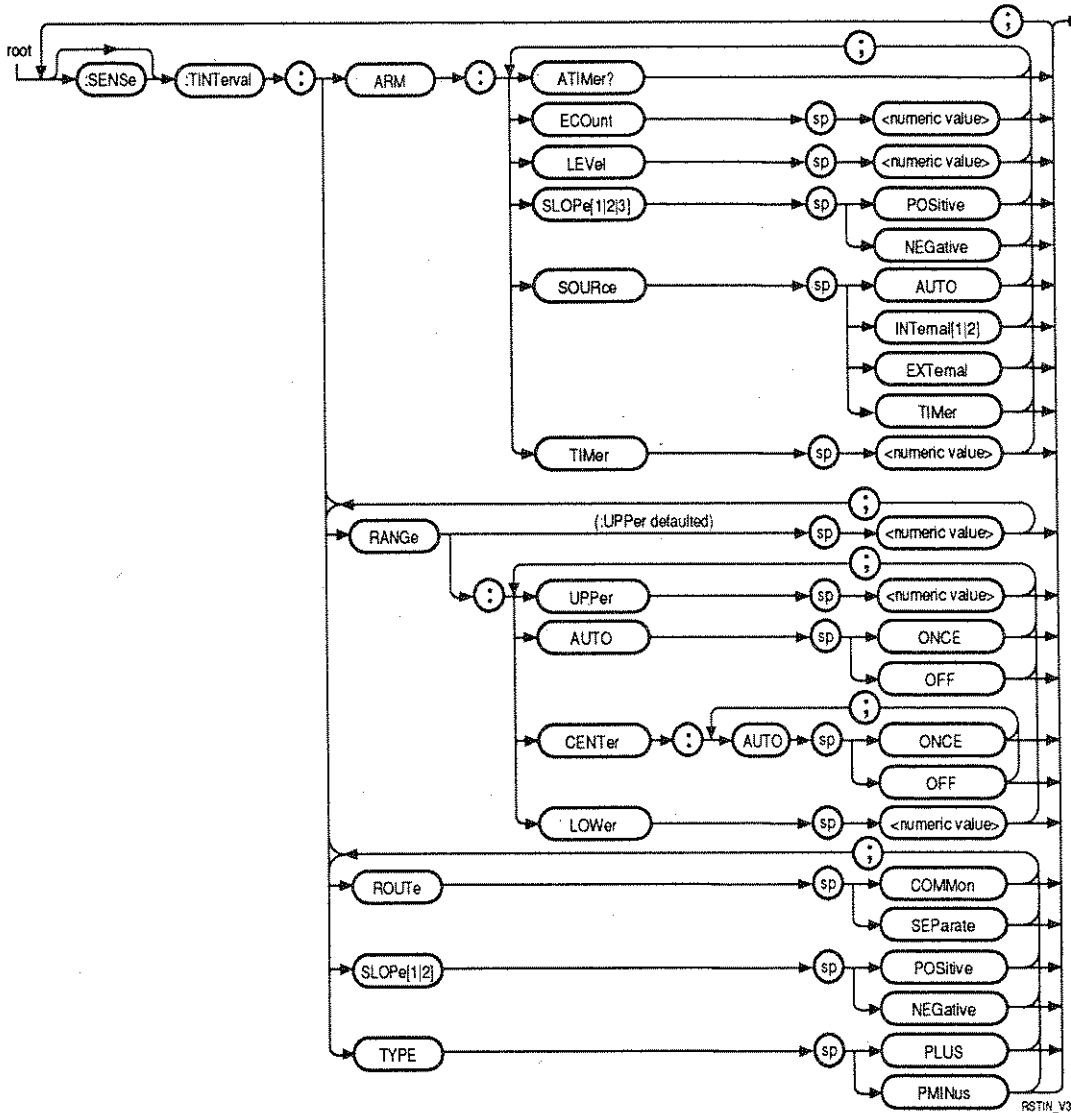 ;
root
:SENSe :TINTerval : ARM : ATIMer?
;
ECOunt sp <numeric value>
LEVel sp <numeric value>
SLOPe[1|2|3] sp POSitive
NEGative
SOURce sp AUTO
INTernal[1|2]
EXTernal
TIMer
TIMer sp <numeric value>
;
RANGe (:UPPer defaulted) sp <numeric value>
;
: UPPer sp <numeric value>
AUTO sp ONCE
OFF
;
CENTer : AUTO sp ONCE
OFF
LOWer sp <numeric value>
;
ROUTe sp COMMon
SEParate
SLOPe[1|2] sp POSitive
NEGative
TYPE sp PLUS
PMINus
RSTIN_V3